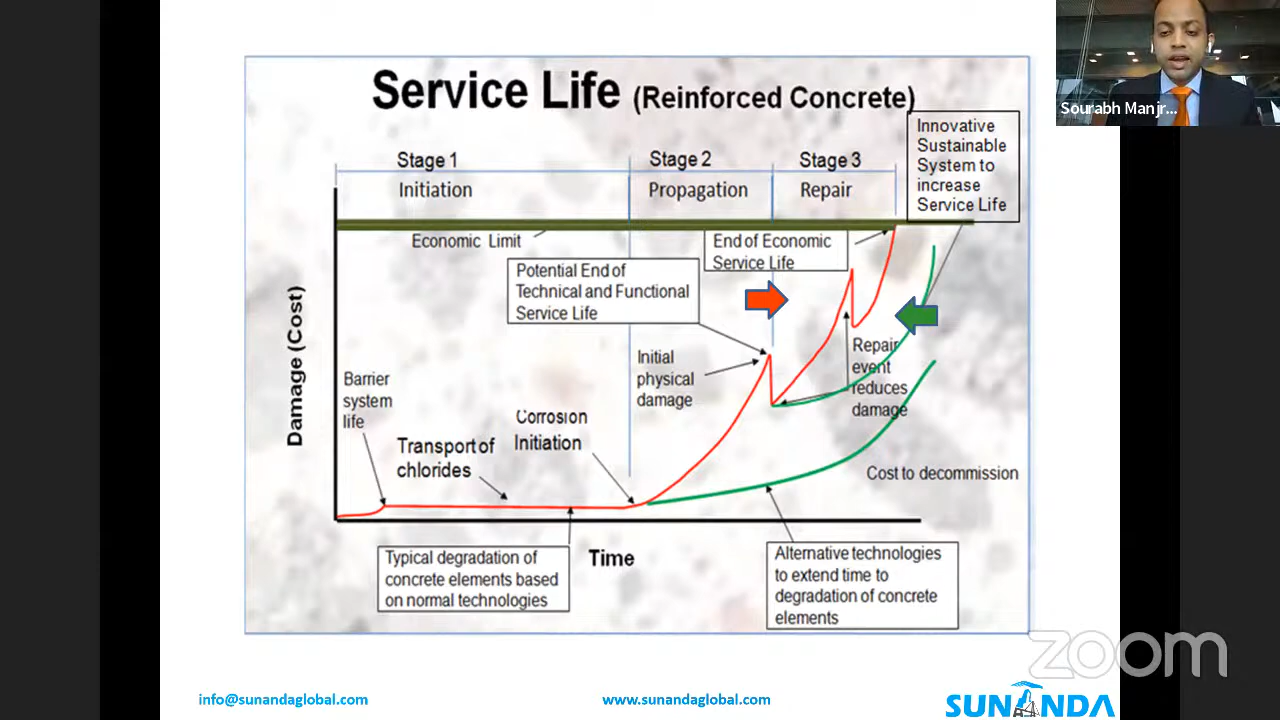 Service Life (Reinforced Concrete)
Sourabh Manjr...
Innovative
Sustainable
System to
increase
Service Life
Stage 1
Stage 2
Stage 3
Initiation
Propagation
Repair
Economic Limit
End of Economic
Service Life
Potential End of
Technical and Functional
Service Life
Damage (Cost)
Initial
physical
damage
Repair
event
reduces
damage
Barrier
system
life
Corrosion
Initiation
Transport of
chlorides
Cost to decommission
Typical degradation of
concrete elements based
on normal technologies
Time
Alternative technologies
to extend time to
degradation of concrete
elements
zoom
info@sunandaglobal.com
www.sunandaglobal.com
SUNANDA